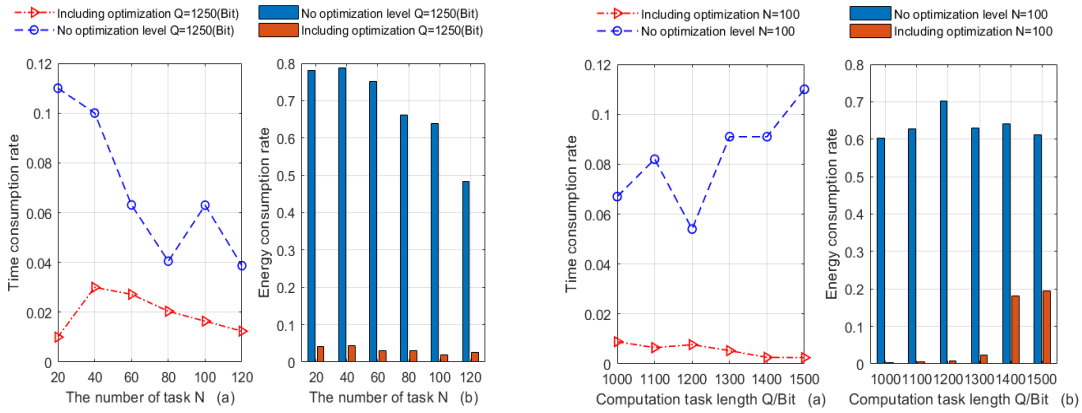 Including optimization Q=1250(Bit)
No optimization level Q=1250(Bit)
No optimization level Q=1250(Bit)
Including optimization Q=1250(Bit)
Time consumption rate
0.12
0.1
0.08
0.06
0.04
0.02
0
20 40 60 80 100 120
The number of task N (a)
Energy consumption rate
0.8
0.7
0.6
0.5
0.4
0.3
0.2
0.1
0
20 40 60 80 100 120
The number of task N (b)
Including optimization N=100
No optimization level N=100
No optimization level N=100
Including optimization N=100
Time consumption rate
0.12
0.1
0.08
0.06
0.04
0.02
0
1000 1100 1200 1300 1400 1500
Computation task length Q/Bit (a)
Energy consumption rate
0.8
0.7
0.6
0.5
0.4
0.3
0.2
0.1
0
1000 1100 1200 1300 1400 1500
Computation task length Q/Bit (b)